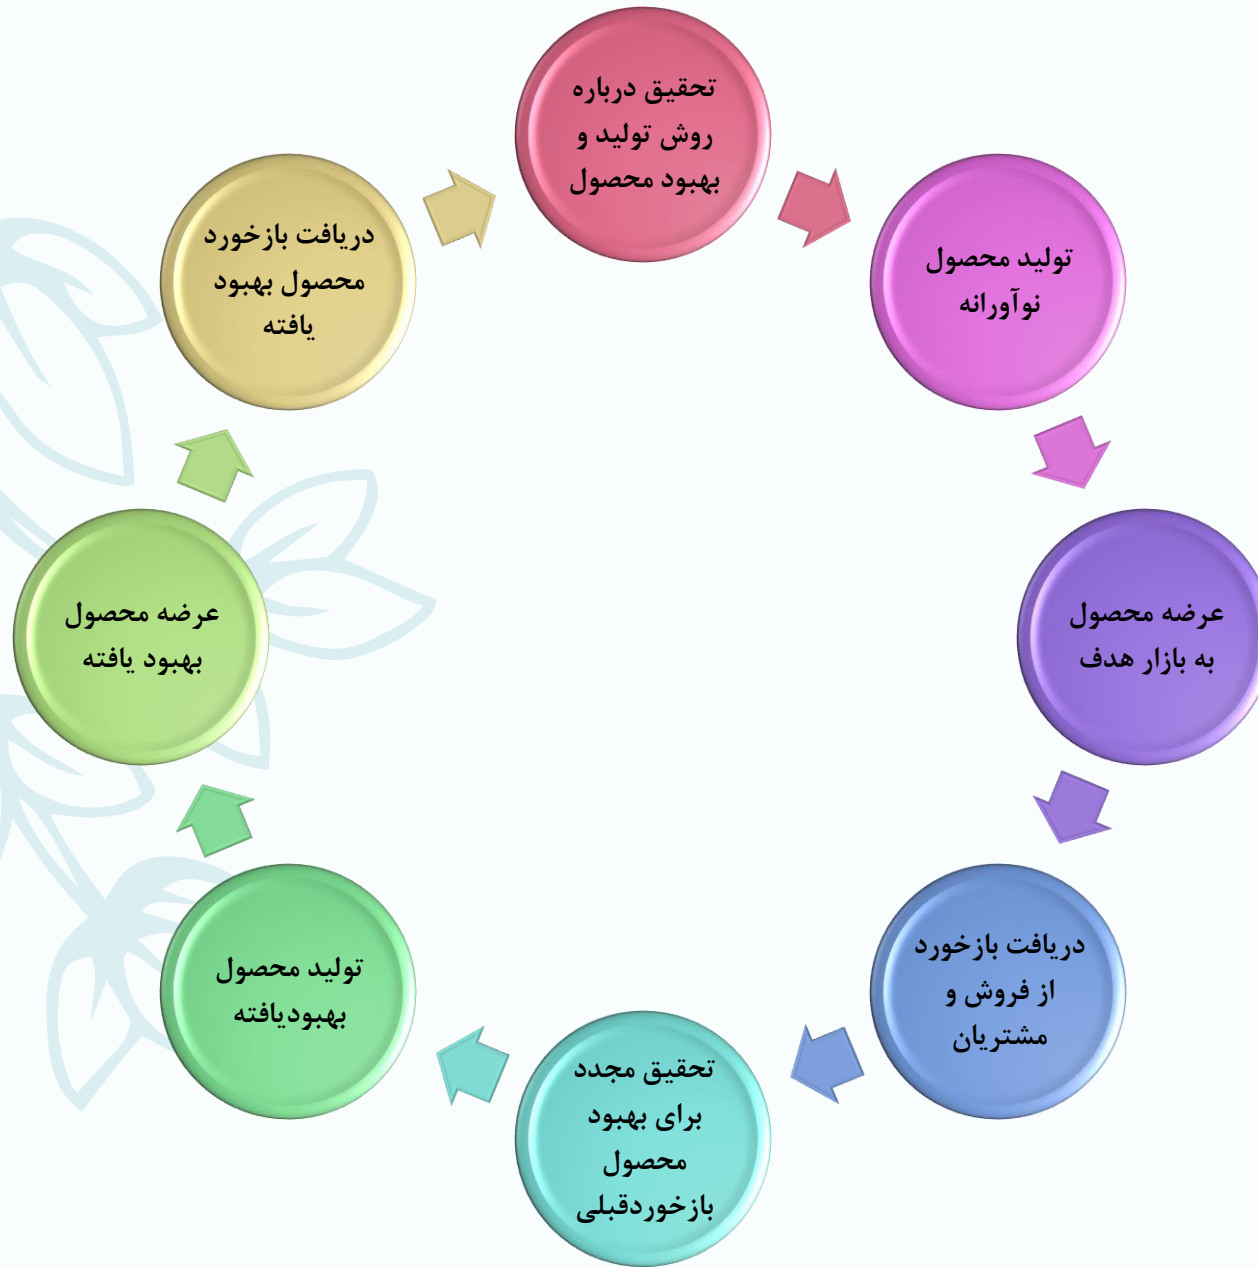 تحقیق درباره
روش تولید و
بهبود محصول
تولید محصول
نوآورانه
عرضه محصول
به بازار هدف
دریافت بازخورد
از فروش و
مشتریان
تحقیق مجدد
برای بهبود
محصول
بازخوردقبلی
تولید محصول
بهبودیافته
عرضه محصول
بهبود یافته
دریافت بازخورد
محصول بهبود
یافته